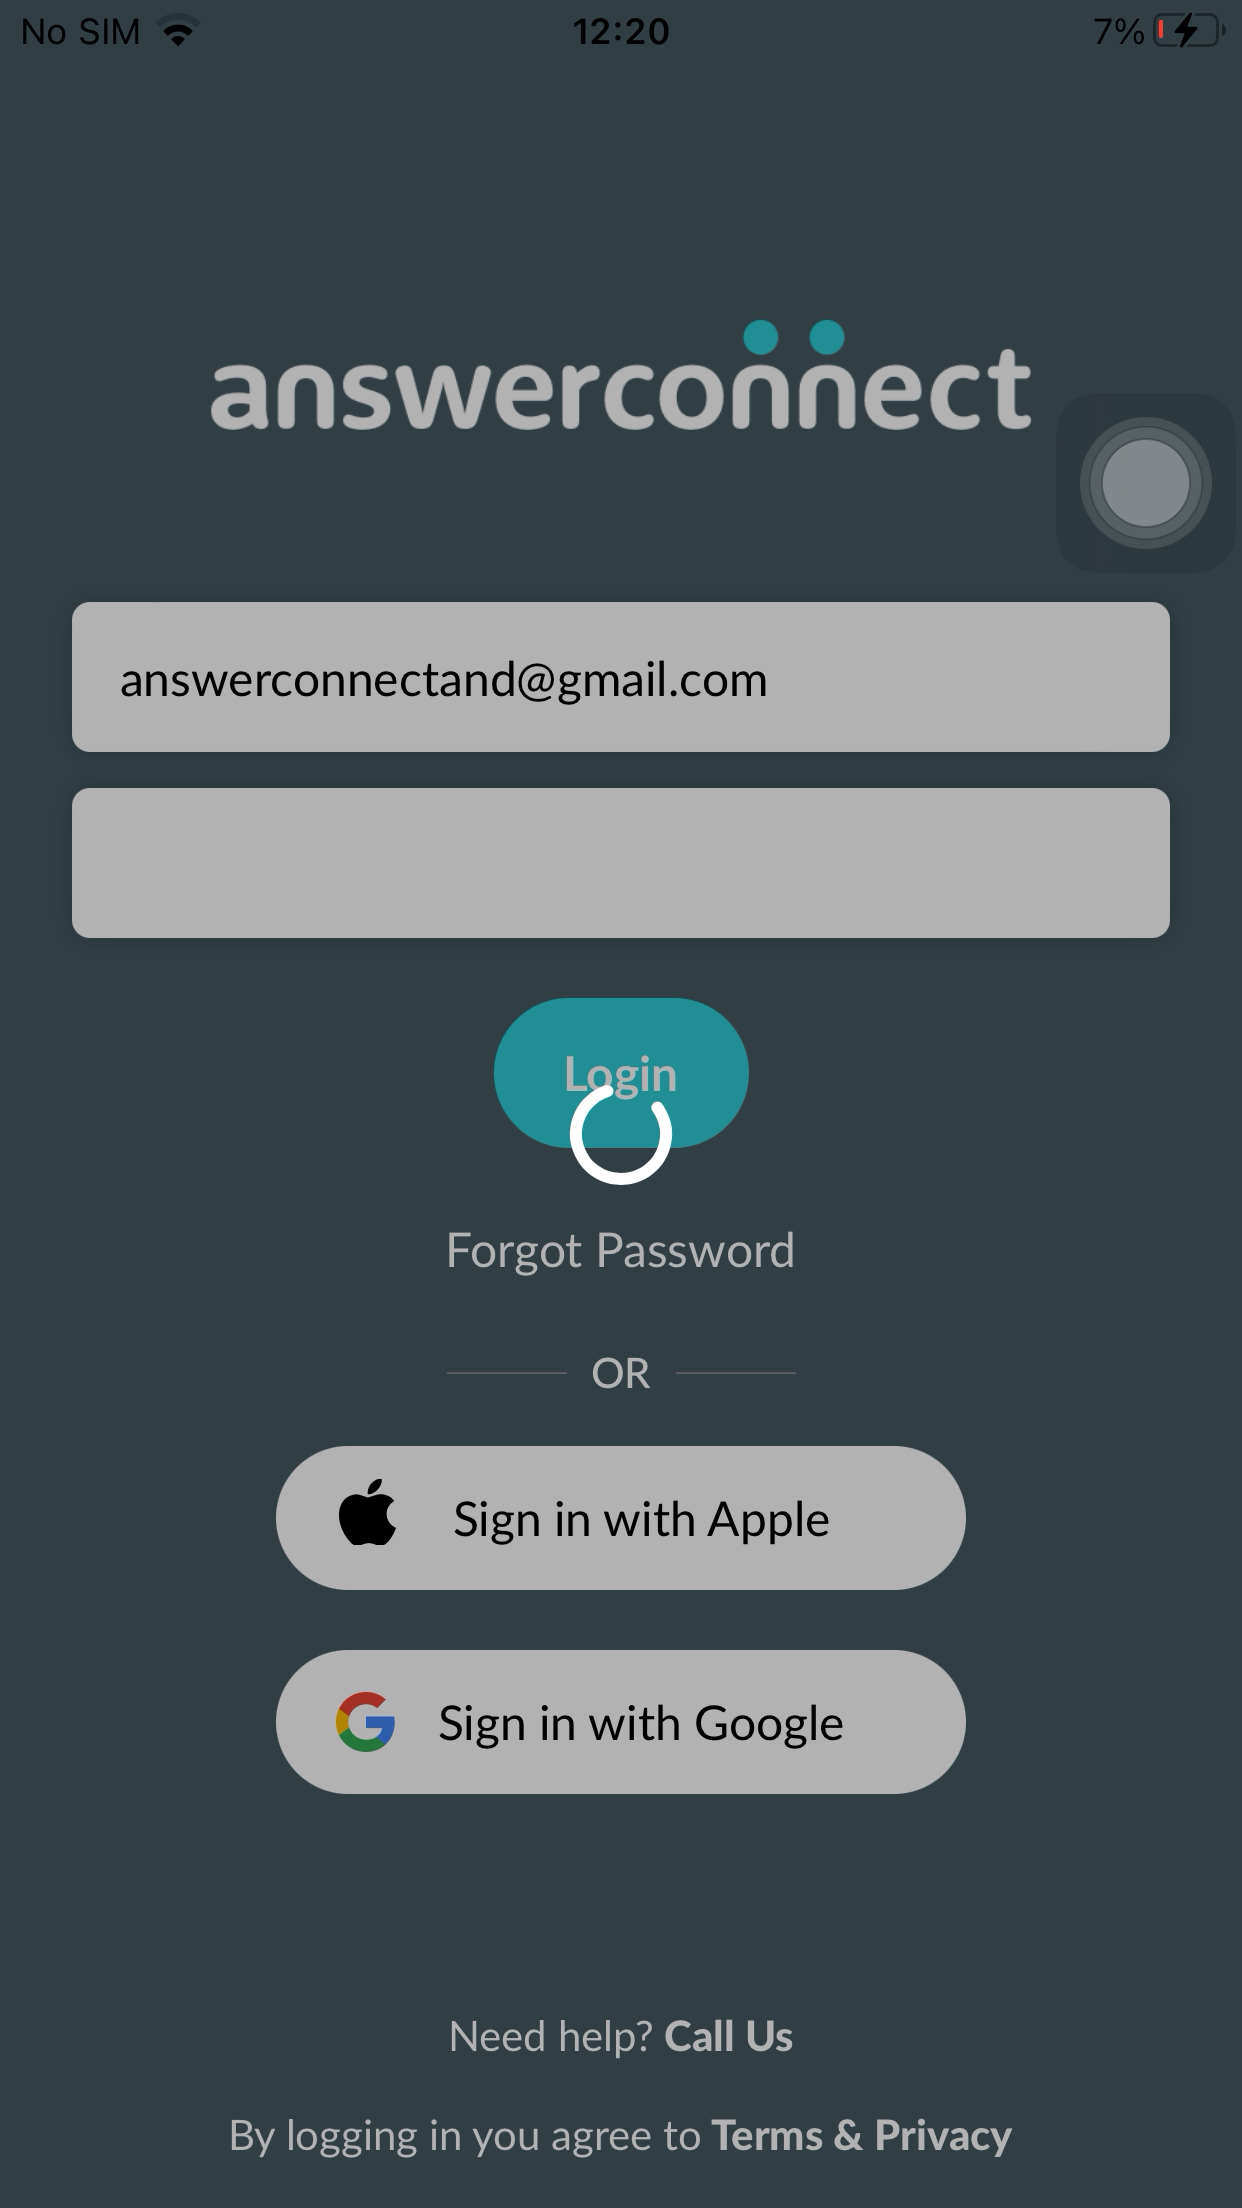 No SIM 12:20 7%
answerconnect
answerconnectand@gmail.com
Login
Forgot Password
OR
Sign in with Apple
Sign in with Google
Need help? Call Us
By logging in you agree to Terms & Privacy